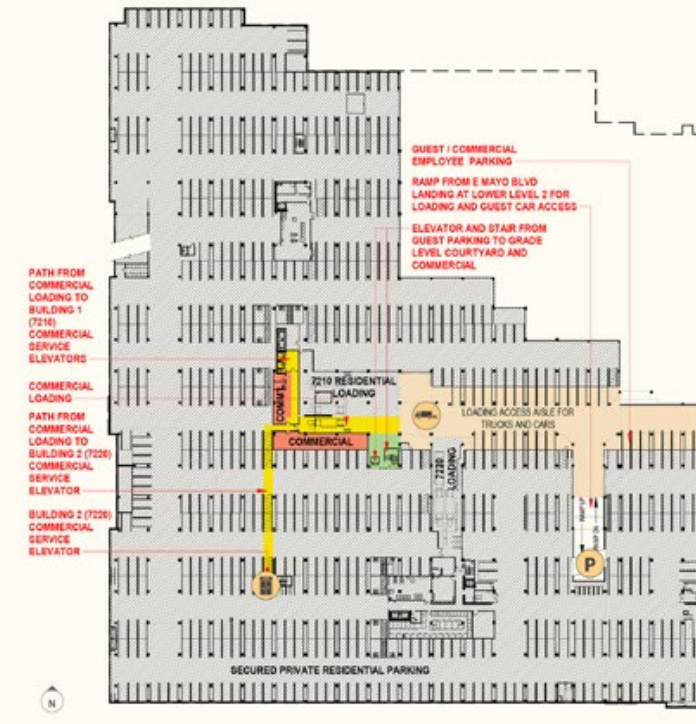 GUEST / COMMERCIAL
EMPLOYEE PARKING
RAMP FROM E MAYO BLVD
LANDING AT LOWER LEVEL 2 FOR
LOADING AND GUEST CAR ACCESS
ELEVATOR AND STAIR FROM
GUEST PARKING TO GRADE
LEVEL COURTYARD AND
COMMERCIAL
PATH FROM
COMMERCIAL
LOADING TO
BUILDING 1
(7210)
COMMERCIAL
SERVICE
ELEVATORS
COMMERCIAL
LOADING
PATH FROM
COMMERCIAL
LOADING TO
BUILDING 2 (7220)
COMMERCIAL
SERVICE
ELEVATOR
BUILDING 2 (7220)
COMMERCIAL
SERVICE
ELEVATOR
7210 RESIDENTIAL
LOADING
COMMERCIAL
LOADING ACCESS AISLE FOR
TRUCKS AND CARS
LOADING
P
SECURED PRIVATE RESIDENTIAL PARKING
N